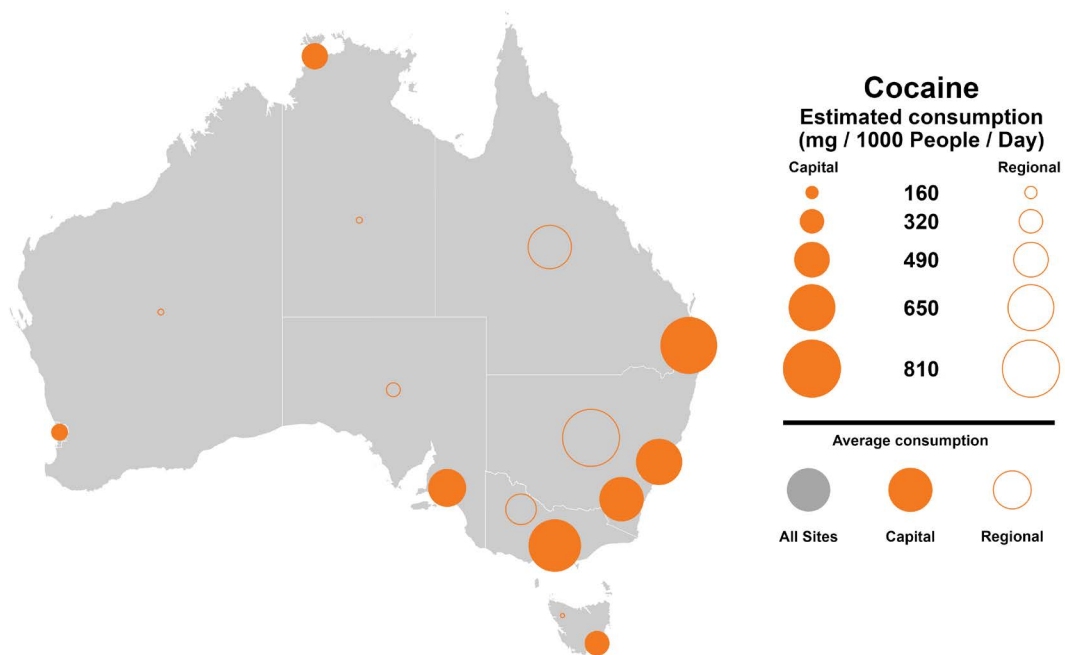 Cocaine
Estimated consumption
(mg / 1000 People / Day)
Capital Regional
160
320
490
650
810
Average consumption
All Sites Capital Regional